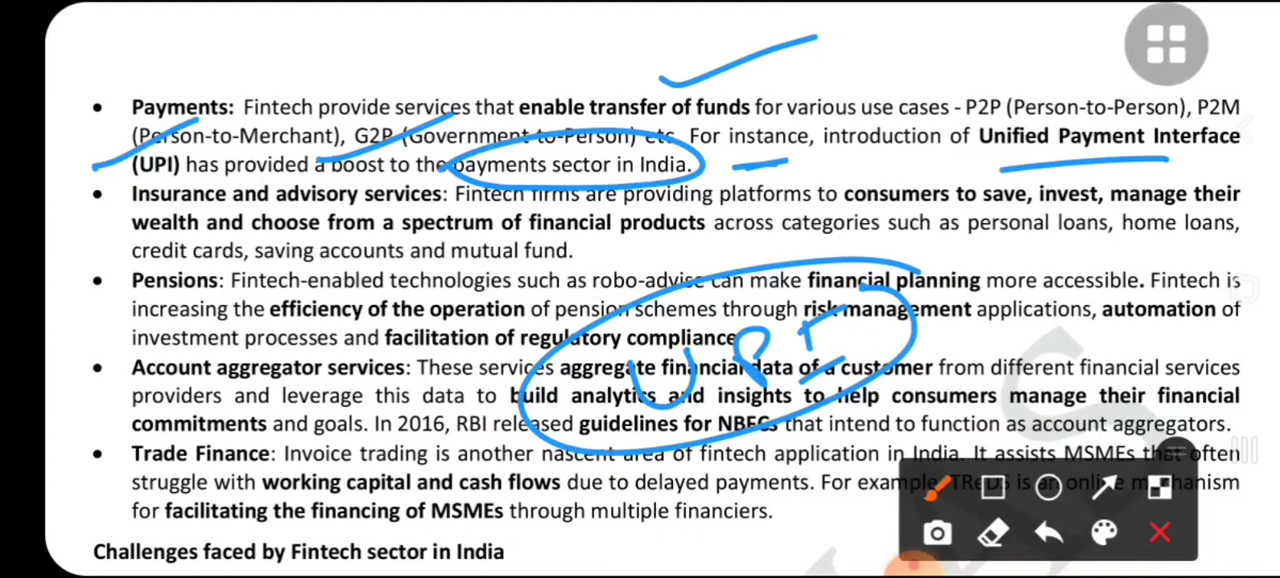 • Payments: Fintech provide services that enable transfer of funds for various use cases - P2P (Person-to-Person), P2M
(Person-to-Merchant), G2P (Government-to-Person) etc. For instance, introduction of Unified Payment Interface
(UPI) has provided a boost to the payments sector in India.
• Insurance and advisory services: Fintech firms are providing platforms to consumers to save, invest, manage their
wealth and choose from a spectrum of financial products across categories such as personal loans, home loans,
credit cards, saving accounts and mutual fund.
• Pensions: Fintech-enabled technologies such as robo-advise can make financial planning more accessible. Fintech is
increasing the efficiency of the operation of pension schemes through risk management applications, automation of
investment processes and facilitation of regulatory compliance
UPI
• Account aggregator services: These services aggregate financial data of a customer from different financial services
providers and leverage this data to build analytics and insights to help consumers manage their financial
commitments and goals. In 2016, RBI released guidelines for NBFCs that intend to function as account aggregators.
• Trade Finance: Invoice trading is another nascent area of fintech application in India. It assists MSMEs that often
struggle with working capital and cash flows due to delayed payments. For example, TReDS is an online mechanism
for facilitating the financing of MSMEs through multiple financiers.
Challenges faced by Fintech sector in India